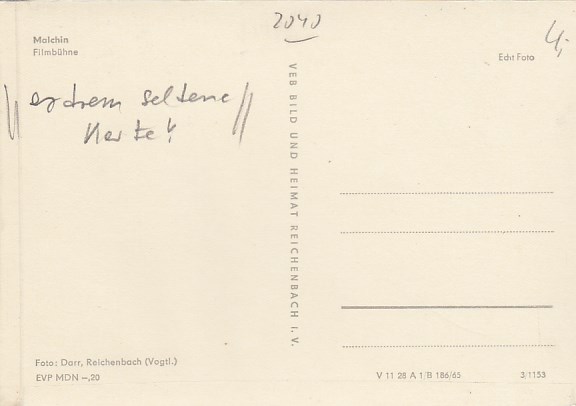 2040
4,-
Malchin
Filmbühne
Echt Foto
extrem seltene
Karte!
VEB BILD UND HEIMAT REICHENBACH I. V.
Foto: Darr, Reichenbach (Vogtl.)
EVP MDN –,20
V 11 28 A 1/B 186/65
3/1153